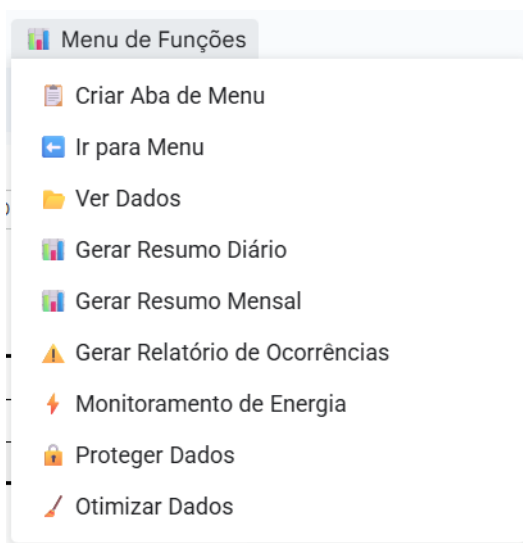 Menu de Funções
Criar Aba de Menu
Ir para Menu
Ver Dados
Gerar Resumo Diário
Gerar Resumo Mensal
Gerar Relatório de Ocorrências
Monitoramento de Energia
Proteger Dados
Otimizar Dados